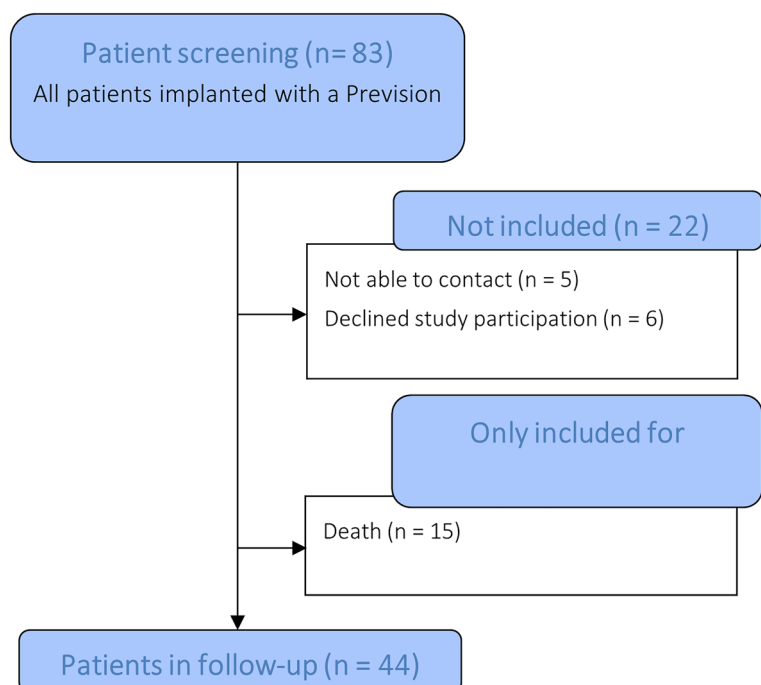 Patient screening (n= 83)
All patients implanted with a Prevision
Not included (n = 22)
Not able to contact (n = 5)
Declined study participation (n = 6)
Only included for
Death (n = 15)
Patients in follow-up (n = 44)